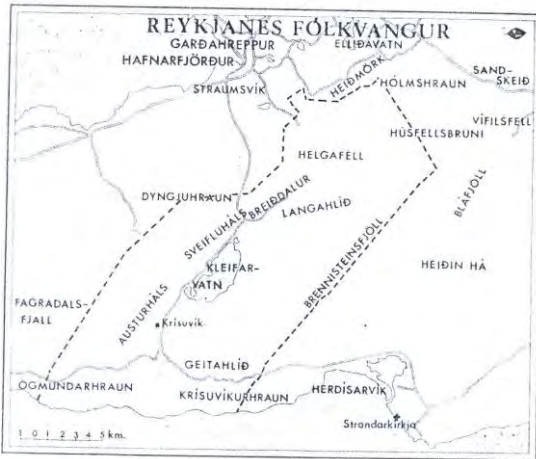 REYKJANES FÓLKVANGUR
GARÐAHREPPUR
ELLIÐAVATN
HAFNARFJÖRÐUR
HEIÐMÖRK
SAND-
SKEIÐ
STRAUMSVÍK
HÓLMSHRAUN
VÍFILSFELL
HÚSFELLSBRUNI
HELGAFELL
DYNGJUHRAUN
BREIÐDALUR
LANGAHLÍÐ
BLÁFJÖLL
SVEIFLUHÁLS
KLEIFAR-
VATN
BRENNISTEINSFJÖLL
HEIÐIN HÁ
FAGRADALS-
FJALL
AUSTURHÁLS
Krísuvík
GEITAHLÍÐ
ÖGMUNDARHRAUN
KRÍSUVÍKURHRAUN
HERDÍSARVÍK
Strandarkirkja
1 0 1 2 3 4 5 km.